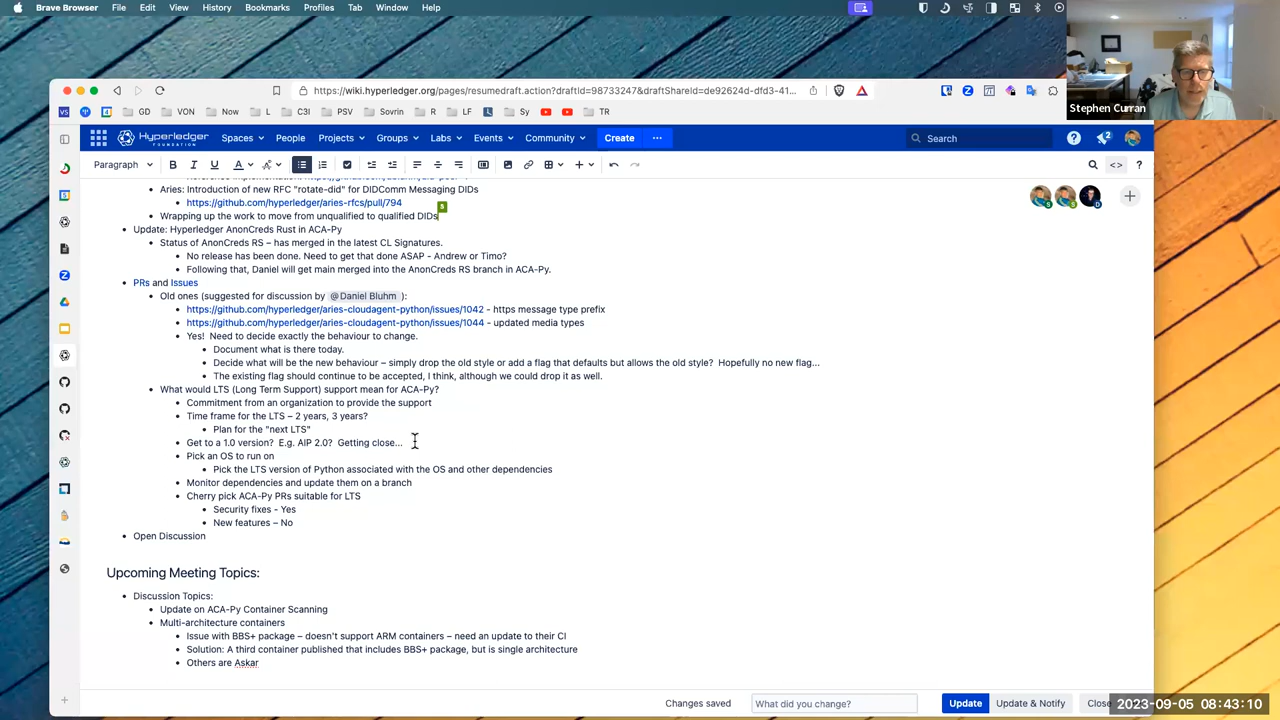 Brave Browser File Edit View History Bookmarks Profiles Tab Window Help
https://wiki.hyperledger.org/pages/resumedraft.action?draftId=98733247&draftShareId=de92624d-dfd3-41...
VS GD VON Now L C3I PSV Sovrin R LF Sy TR
Stephen Curran
HYPERLEDGER FOUNDATION Spaces People Projects Groups Labs Events Community Create ... Search
Paragraph B I U A
Aries: Introduction of new RFC "rotate-did" for DIDComm Messaging DIDs
https://github.com/hyperledger/aries-rfcs/pull/794
Wrapping up the work to move from unqualified to qualified DIDs
Update: Hyperledger AnonCreds Rust in ACA-Py
Status of AnonCreds RS – has merged in the latest CL Signatures.
No release has been done. Need to get that done ASAP - Andrew or Timo?
Following that, Daniel will get main merged into the AnonCreds RS branch in ACA-Py.
PRs and Issues
Old ones (suggested for discussion by @Daniel Bluhm ):
https://github.com/hyperledger/aries-cloudagent-python/issues/1042 - https message type prefix
https://github.com/hyperledger/aries-cloudagent-python/issues/1044 - updated media types
Yes! Need to decide exactly the behaviour to change.
Document what is there today.
Decide what will be the new behaviour – simply drop the old style or add a flag that defaults but allows the old style? Hopefully no new flag...
The existing flag should continue to be accepted, I think, although we could drop it as well.
What would LTS (Long Term Support) support mean for ACA-Py?
Commitment from an organization to provide the support
Time frame for the LTS – 2 years, 3 years?
Plan for the "next LTS"
Get to a 1.0 version? E.g. AIP 2.0? Getting close...
Pick an OS to run on
Pick the LTS version of Python associated with the OS and other dependencies
Monitor dependencies and update them on a branch
Cherry pick ACA-Py PRs suitable for LTS
Security fixes - Yes
New features – No
Open Discussion
Upcoming Meeting Topics:
Discussion Topics:
Update on ACA-Py Container Scanning
Multi-architecture containers
Issue with BBS+ package – doesn't support ARM containers – need an update to their CI
Solution: A third container published that includes BBS+ package, but is single architecture
Others are Askar
Changes saved What did you change? Update Update & Notify Close
2023-09-05 08:43:10